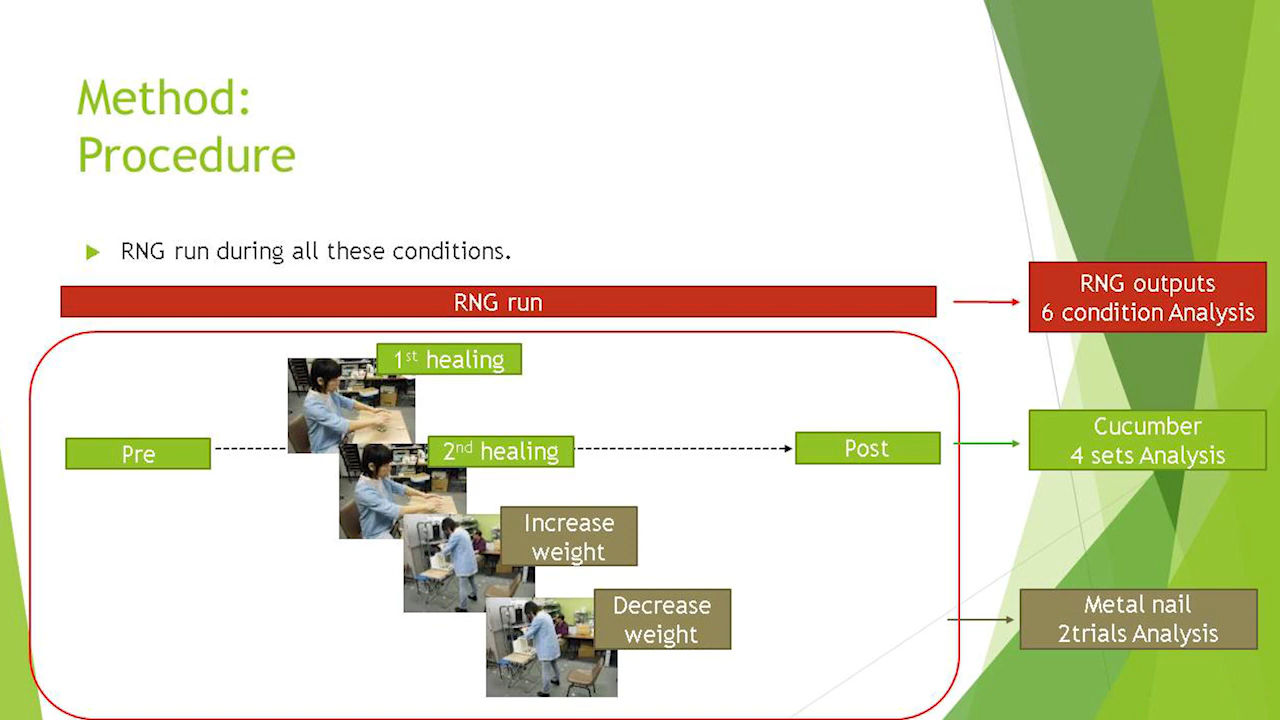 Method:
Procedure
RNG run during all these conditions.
RNG run
RNG outputs
6 condition Analysis
1st healing
Pre
2nd healing
Post
Cucumber
4 sets Analysis
Increase
weight
Decrease
weight
Metal nail
2trials Analysis